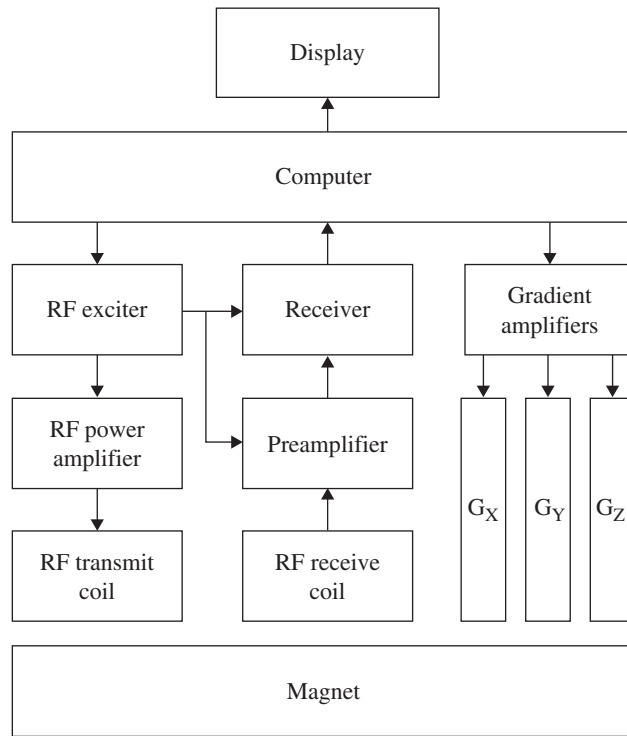 Display
Computer
RF exciter
Receiver
Gradient
amplifiers
RF power
amplifier
Preamplifier
GX
GY
GZ
RF transmit
coil
RF receive
coil
Magnet